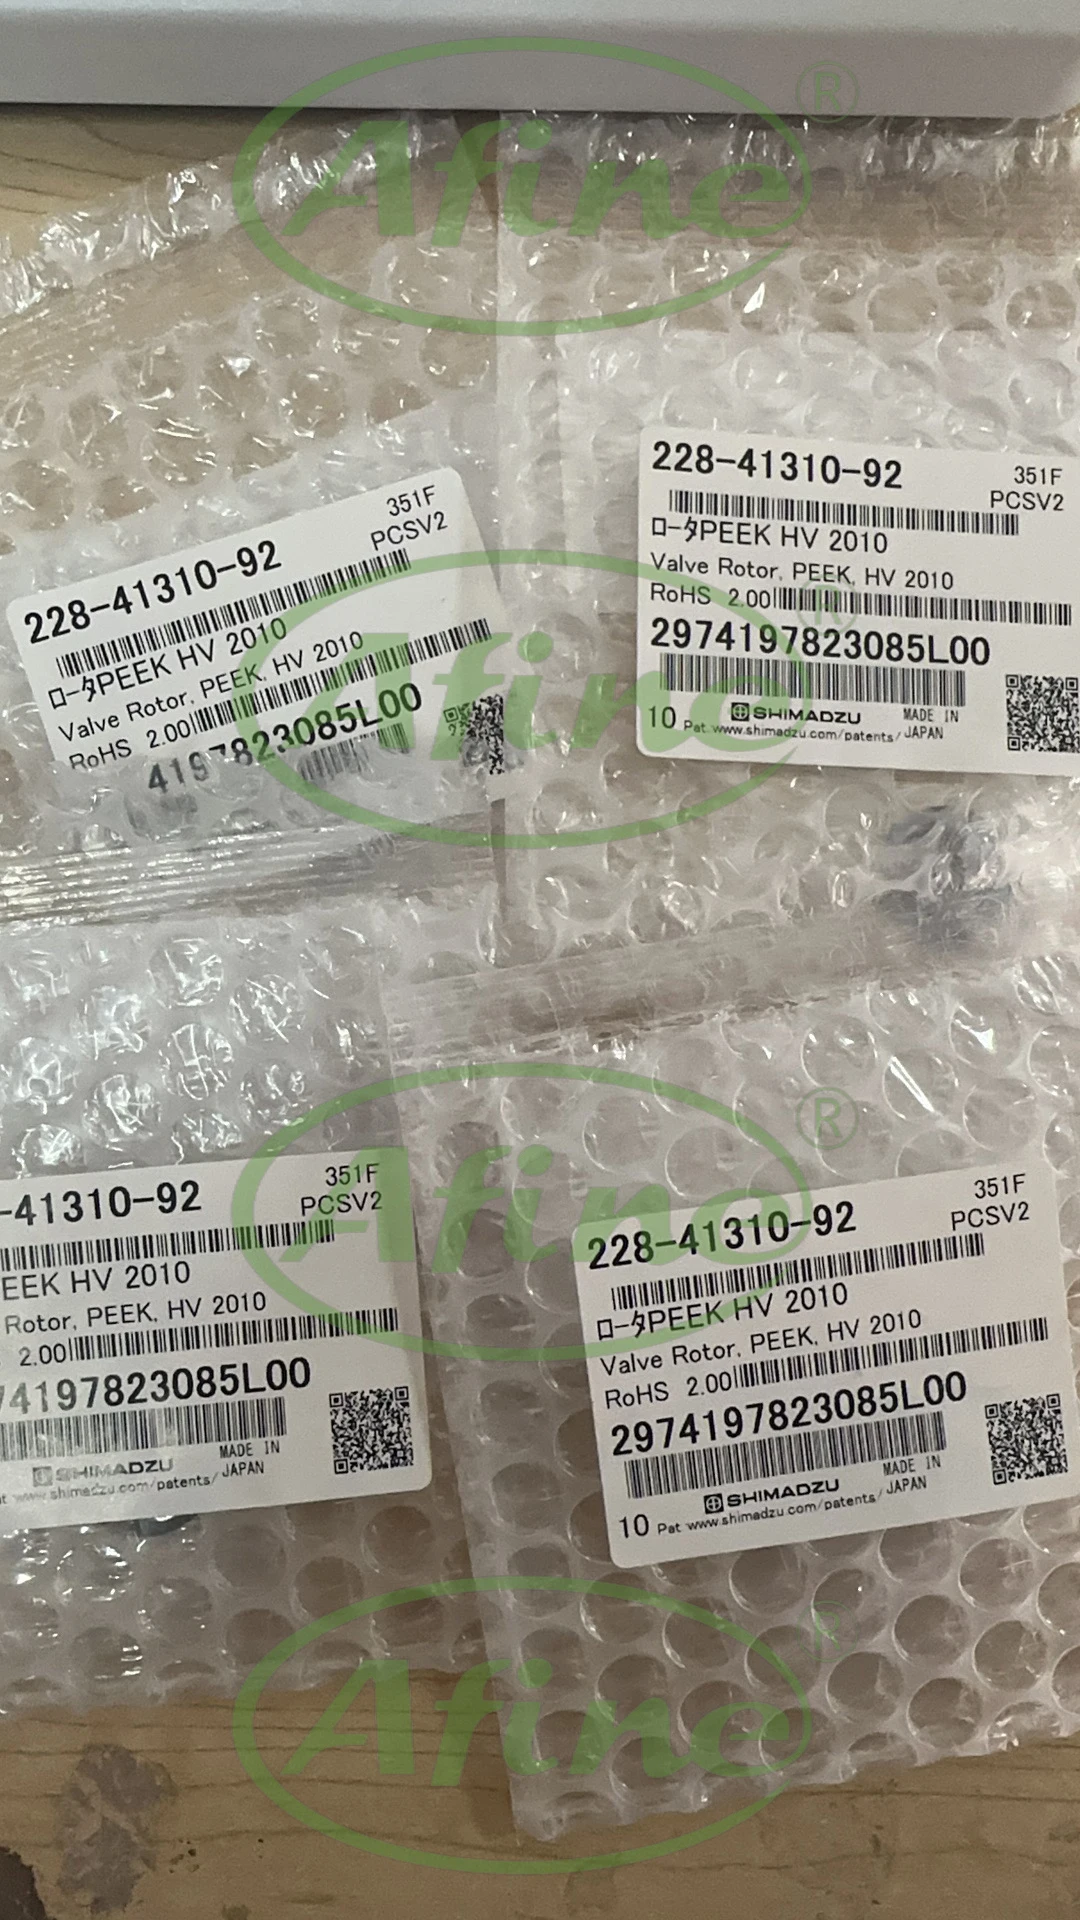 Afine ®
228-41310-92
351F
PCSV2
ロータPEEK HV 2010
Valve Rotor, PEEK, HV 2010
RoHS 2.00
4197823085L00
228-41310-92
351F
PCSV2
ロータPEEK HV 2010
Valve Rotor, PEEK, HV 2010
RoHS 2.00
2974197823085L00
10
SHIMADZU
MADE IN
JAPAN
Pat. www.shimadzu.com/patents/
Afine ®
-41310-92
351F
PCSV2
EEK HV 2010
Rotor, PEEK, HV 2010
2.00
74197823085L00
SHIMADZU
MADE IN
JAPAN
www.shimadzu.com/patents/
228-41310-92
351F
PCSV2
ロータPEEK HV 2010
Valve Rotor, PEEK, HV 2010
RoHS 2.00
2974197823085L00
10
SHIMADZU
MADE IN
JAPAN
Pat www.shimadzu.com/patents/
Afine ®
Afine ®